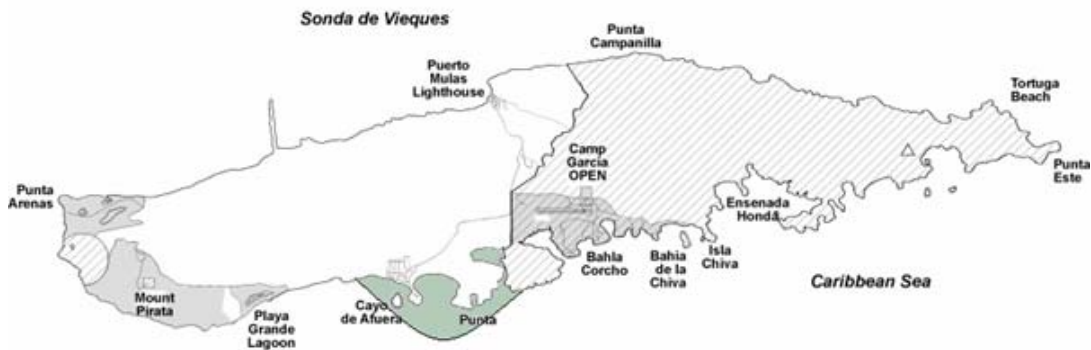 Sonda de Vieques
Punta
Campanilla
Puerto
Mulas
Lighthouse
Tortuga
Beach
Camp
Garcia
OPEN
Punta
Este
Punta
Arenas
Ensenada
Honda
Bahia
Corcho
Bahia
de la
Chiva
Isla
Chiva
Caribbean Sea
Mount
Pirata
Playa
Grande
Lagoon
Cayo
de Afuera
Punta